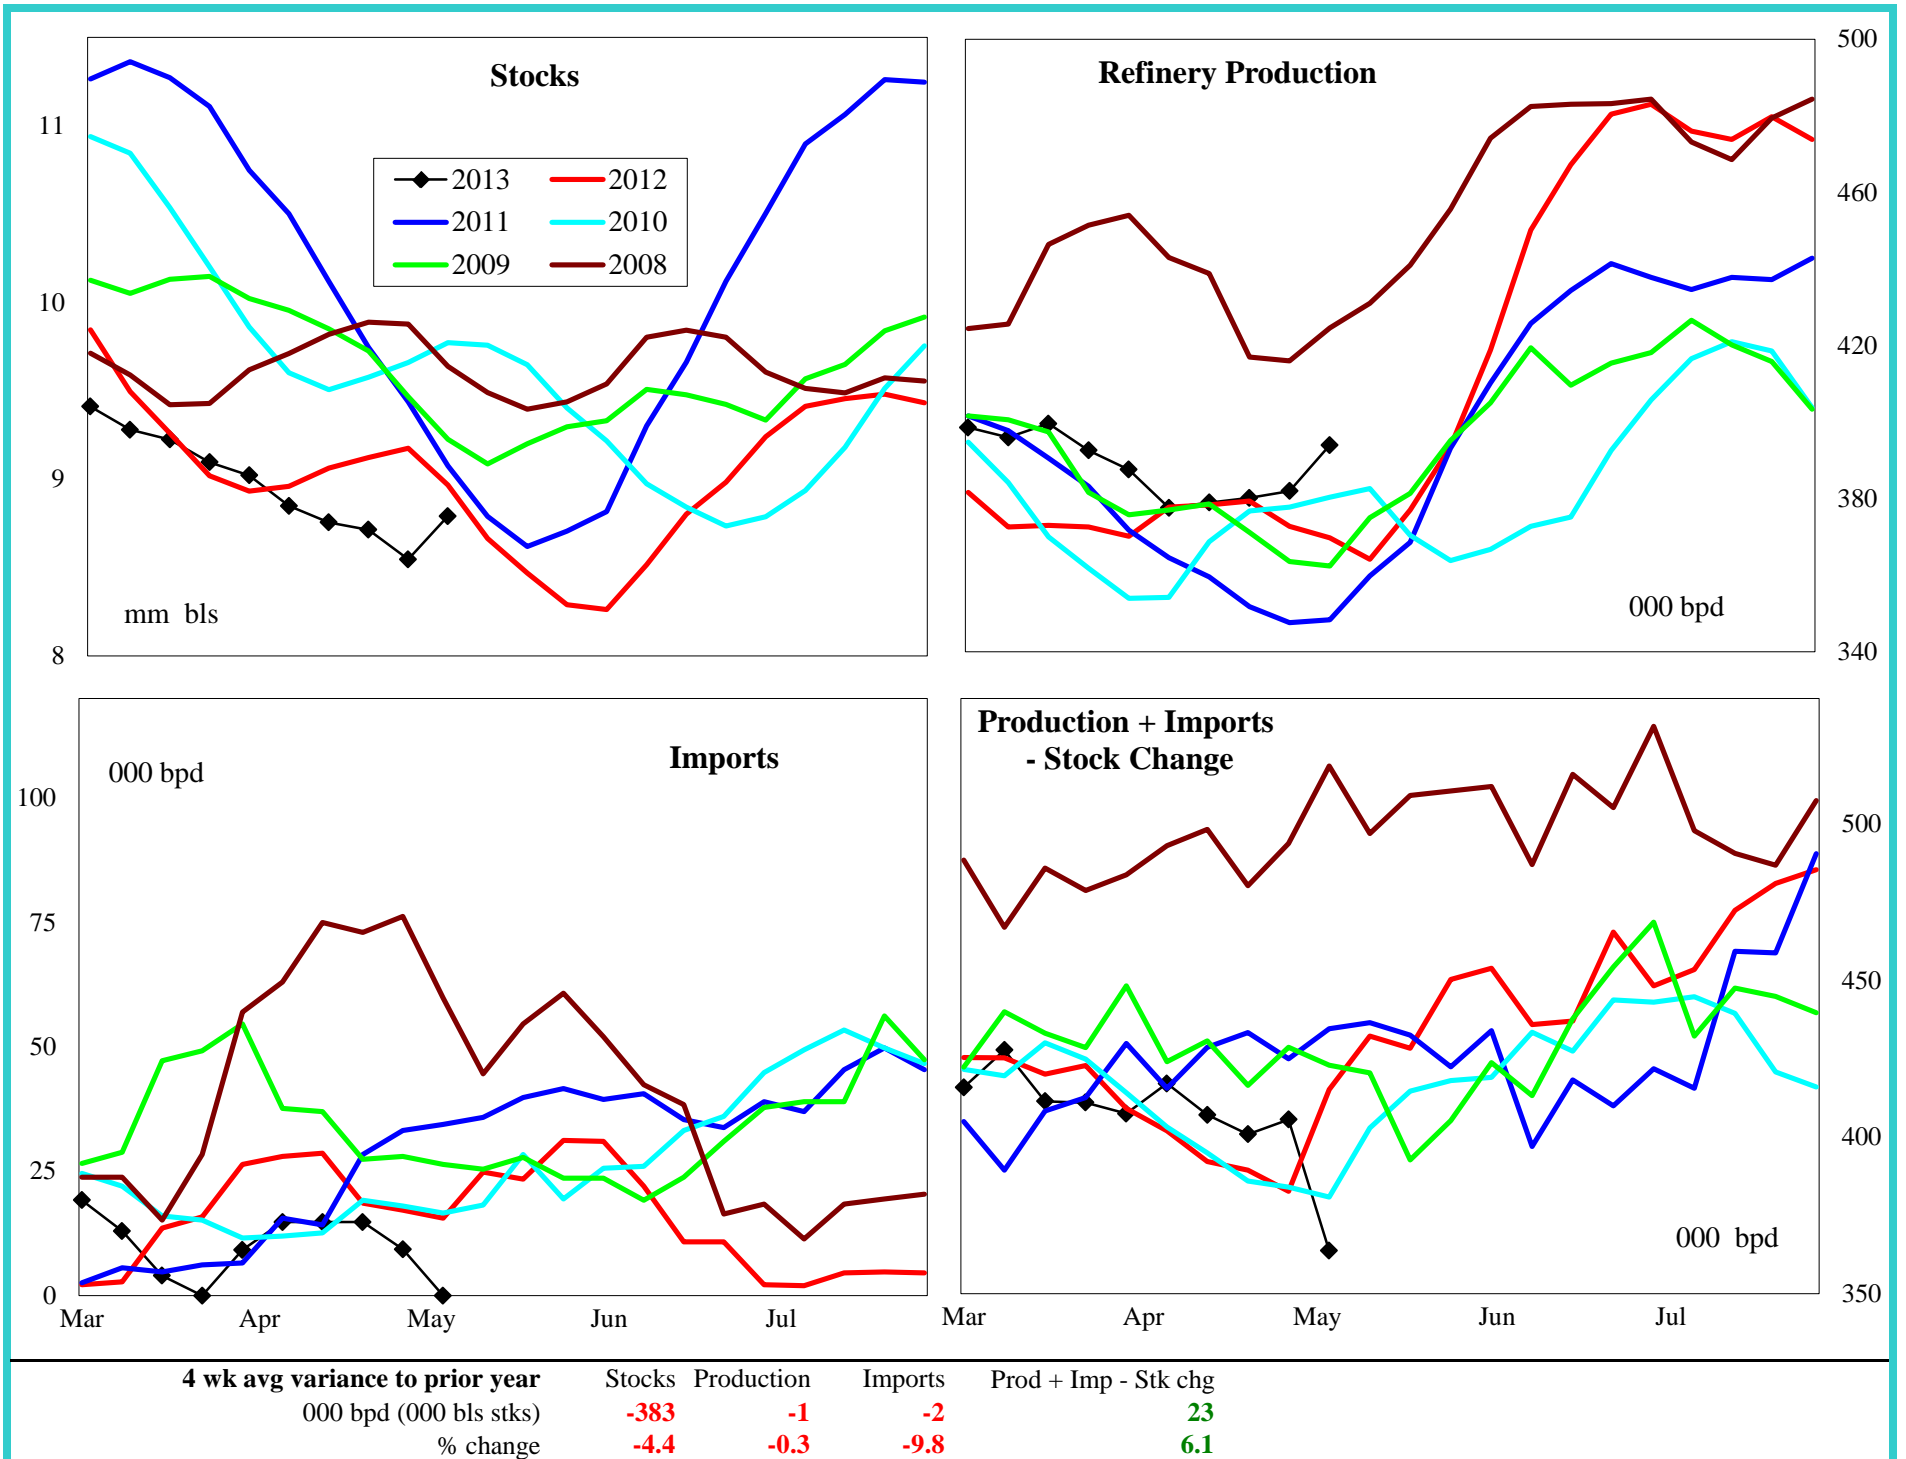 Stocks
11
10
9
8
2013
2012
2011
2010
2009
2008
mm bls
Refinery Production
500
460
420
380
340
000 bpd
Imports
000 bpd
100
75
50
25
0
Mar Apr May Jun Jul
Production + Imports
- Stock Change
500
450
400
350
000 bpd
Mar Apr May Jun Jul
4 wk avg variance to prior year Stocks Production Imports Prod + Imp - Stk chg
000 bpd (000 bls stks) -383 -1 -2 23
% change -4.4 -0.3 -9.8 6.1